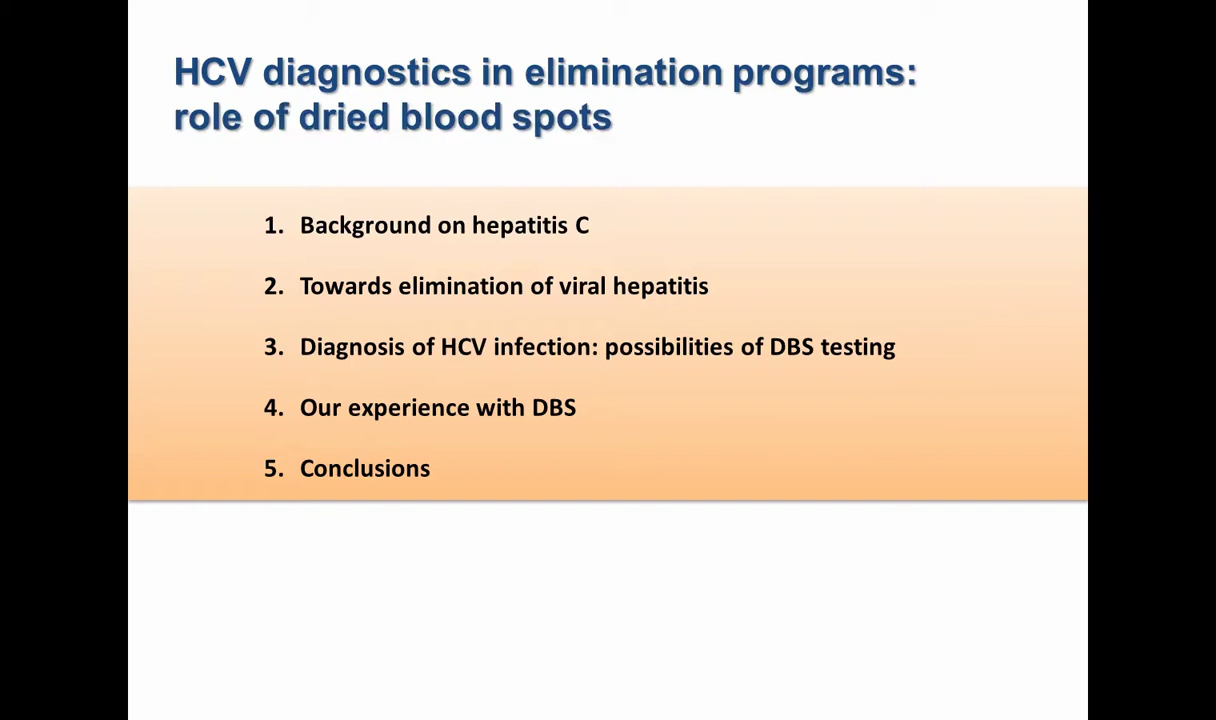 HCV diagnostics in elimination programs:
role of dried blood spots
1. Background on hepatitis C
2. Towards elimination of viral hepatitis
3. Diagnosis of HCV infection: possibilities of DBS testing
4. Our experience with DBS
5. Conclusions